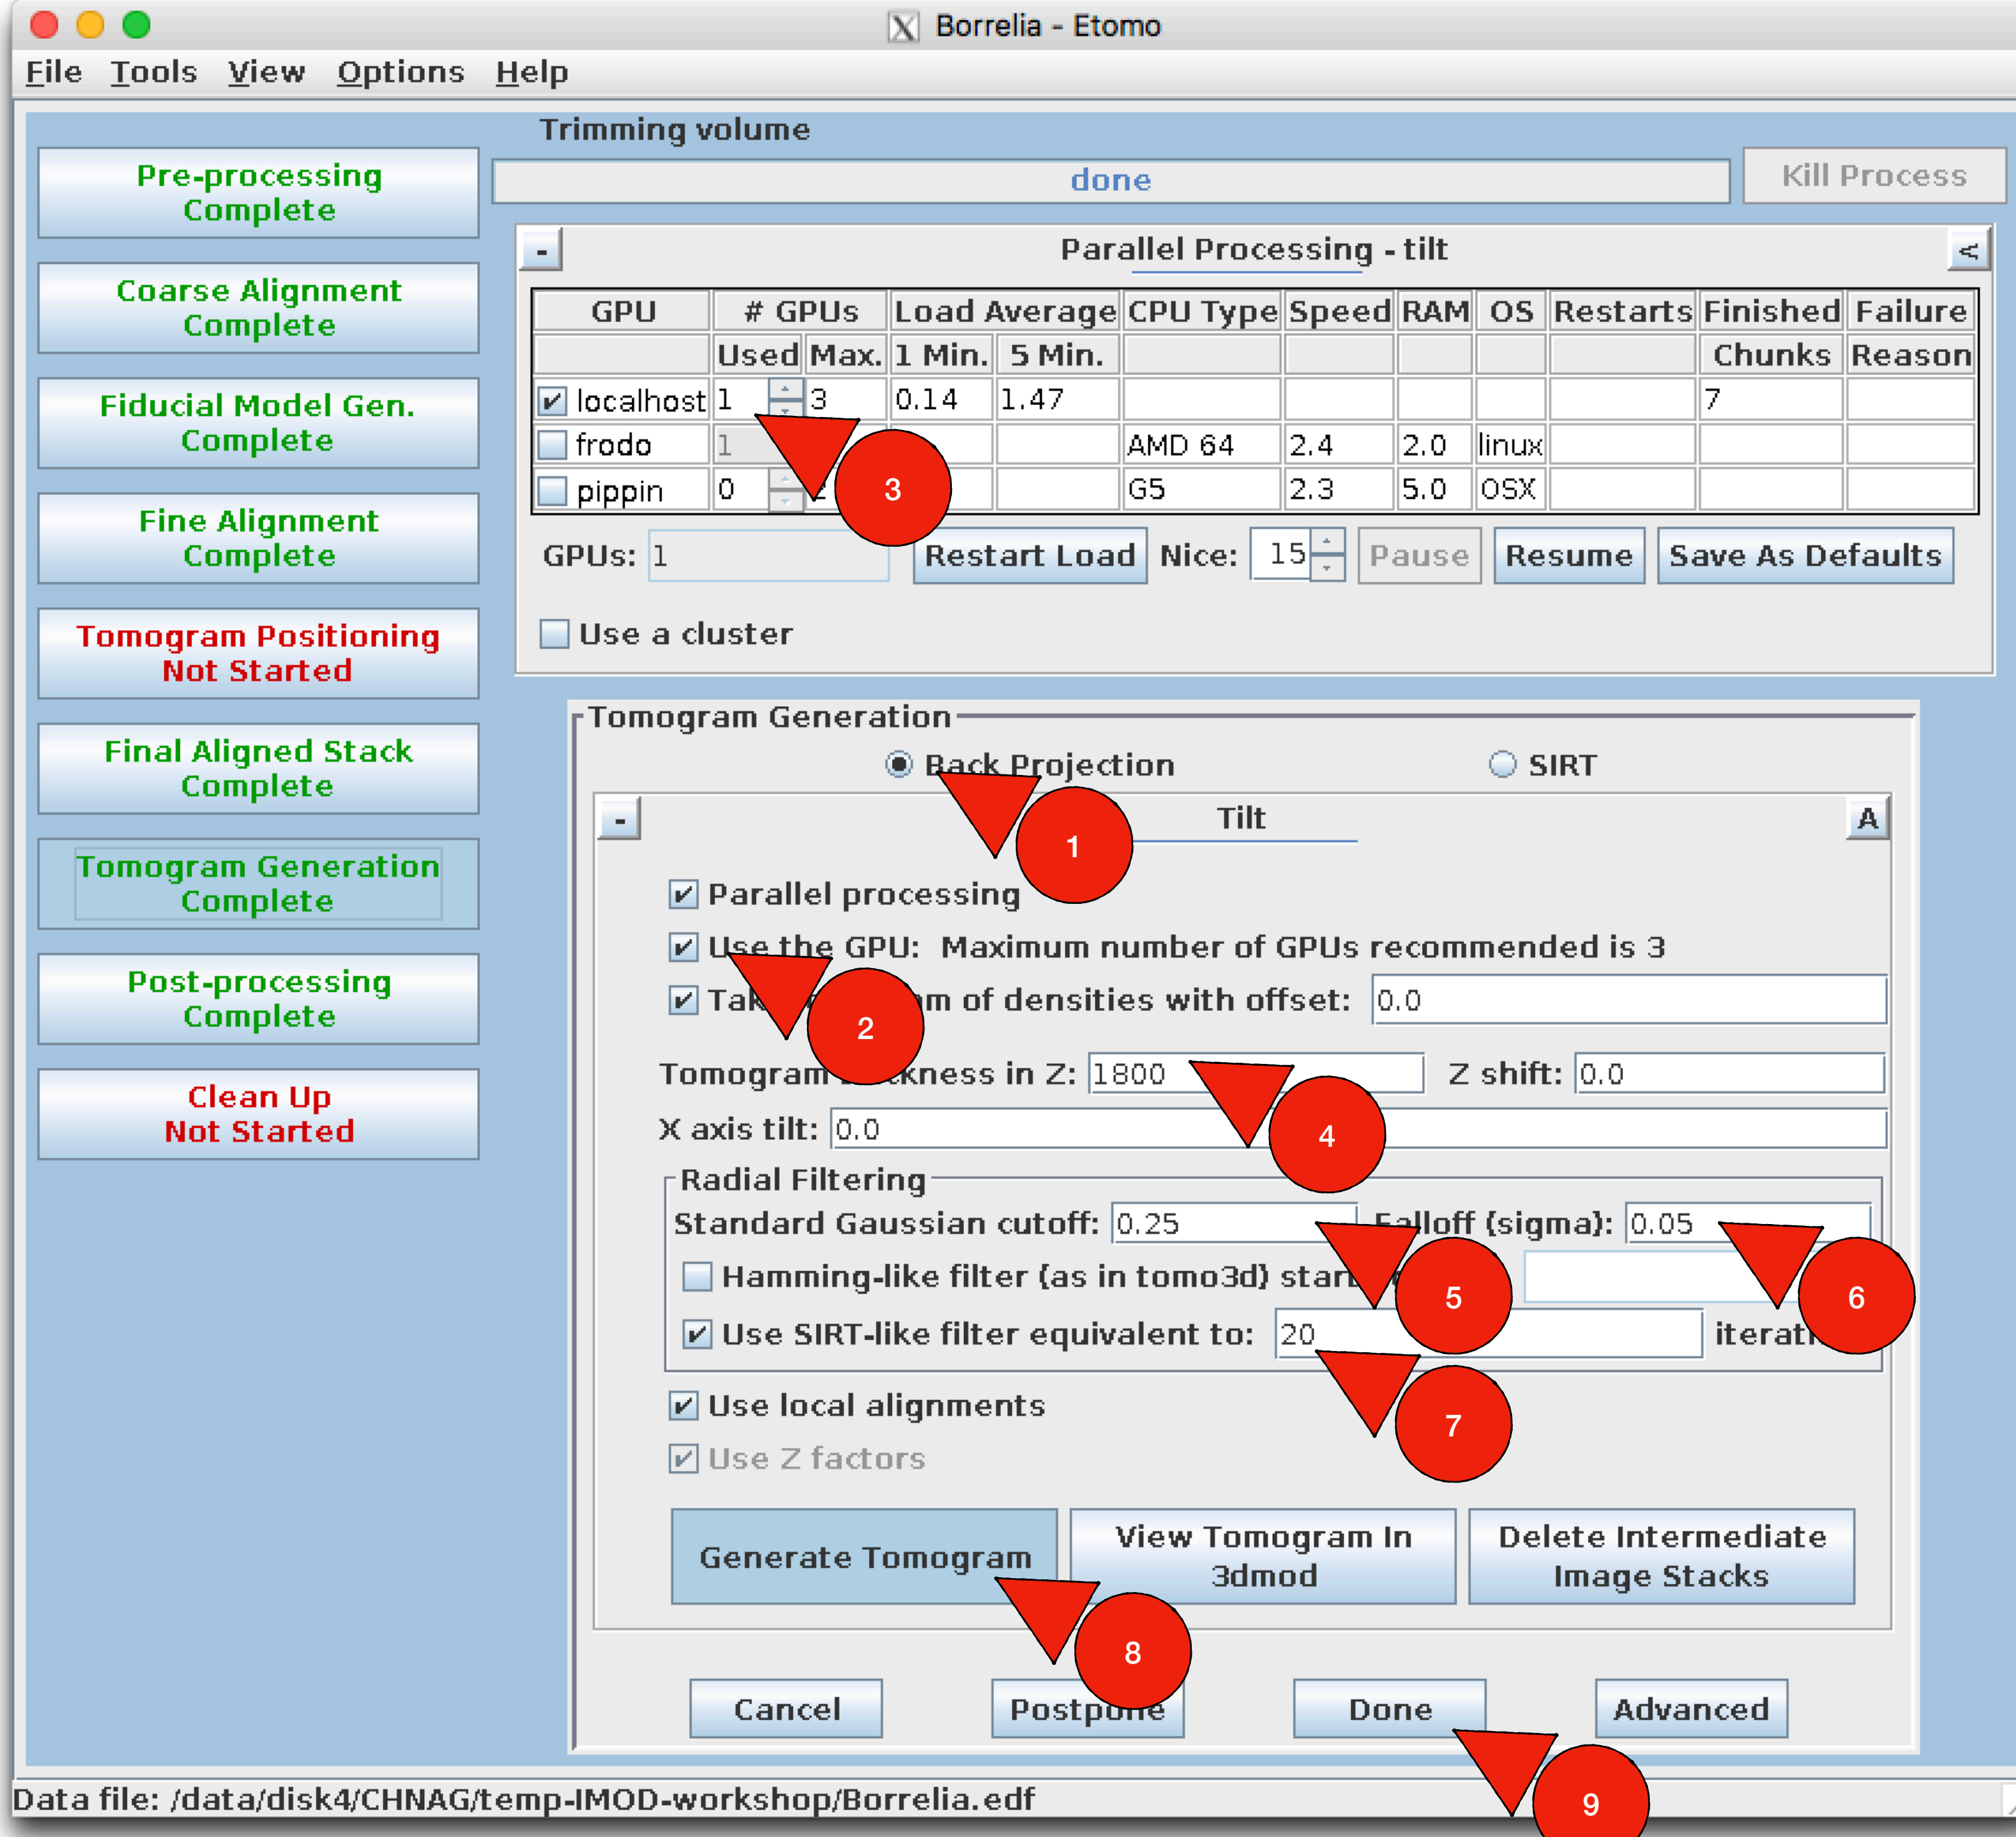 Borrelia - Etomo
File Tools View Options Help
Trimming volume
done
Kill Process
Pre-processing
Complete
Coarse Alignment
Complete
Fiducial Model Gen.
Complete
Fine Alignment
Complete
Tomogram Positioning
Not Started
Final Aligned Stack
Complete
Tomogram Generation
Complete
Post-processing
Complete
Clean Up
Not Started
- Parallel Processing - tilt <
GPU # GPUs Load Average CPU Type Speed RAM OS Restarts Finished Failure
Used Max. 1 Min. 5 Min. Chunks Reason
localhost 1 3 0.14 1.47 7
frodo 1 AMD 64 2.4 2.0 linux
pippin 0 G5 2.3 5.0 OSX
3
GPUs: 1 Restart Load Nice: 15 Pause Resume Save As Defaults
Use a cluster
Tomogram Generation
Back Projection SIRT
- Tilt A
1
Parallel processing
Use the GPU: Maximum number of GPUs recommended is 3
of densities with offset: 0.0
2
Tomogram in Z: 1800 Z shift: 0.0
X axis tilt: 0.0
4
Radial Filtering
Standard Gaussian cutoff: 0.25 Falloff (sigma): 0.05
Hamming-like filter (as in tomo3d)
5
6
Use SIRT-like filter equivalent to: 20
Use local alignments
7
Use Z factors
Generate Tomogram
View Tomogram In
3dmod
Delete Intermediate
Image Stacks
8
Cancel Postpone Done Advanced
9
Data file: /data/disk4/CHNAG/temp-IMOD-workshop/Borrelia.edf